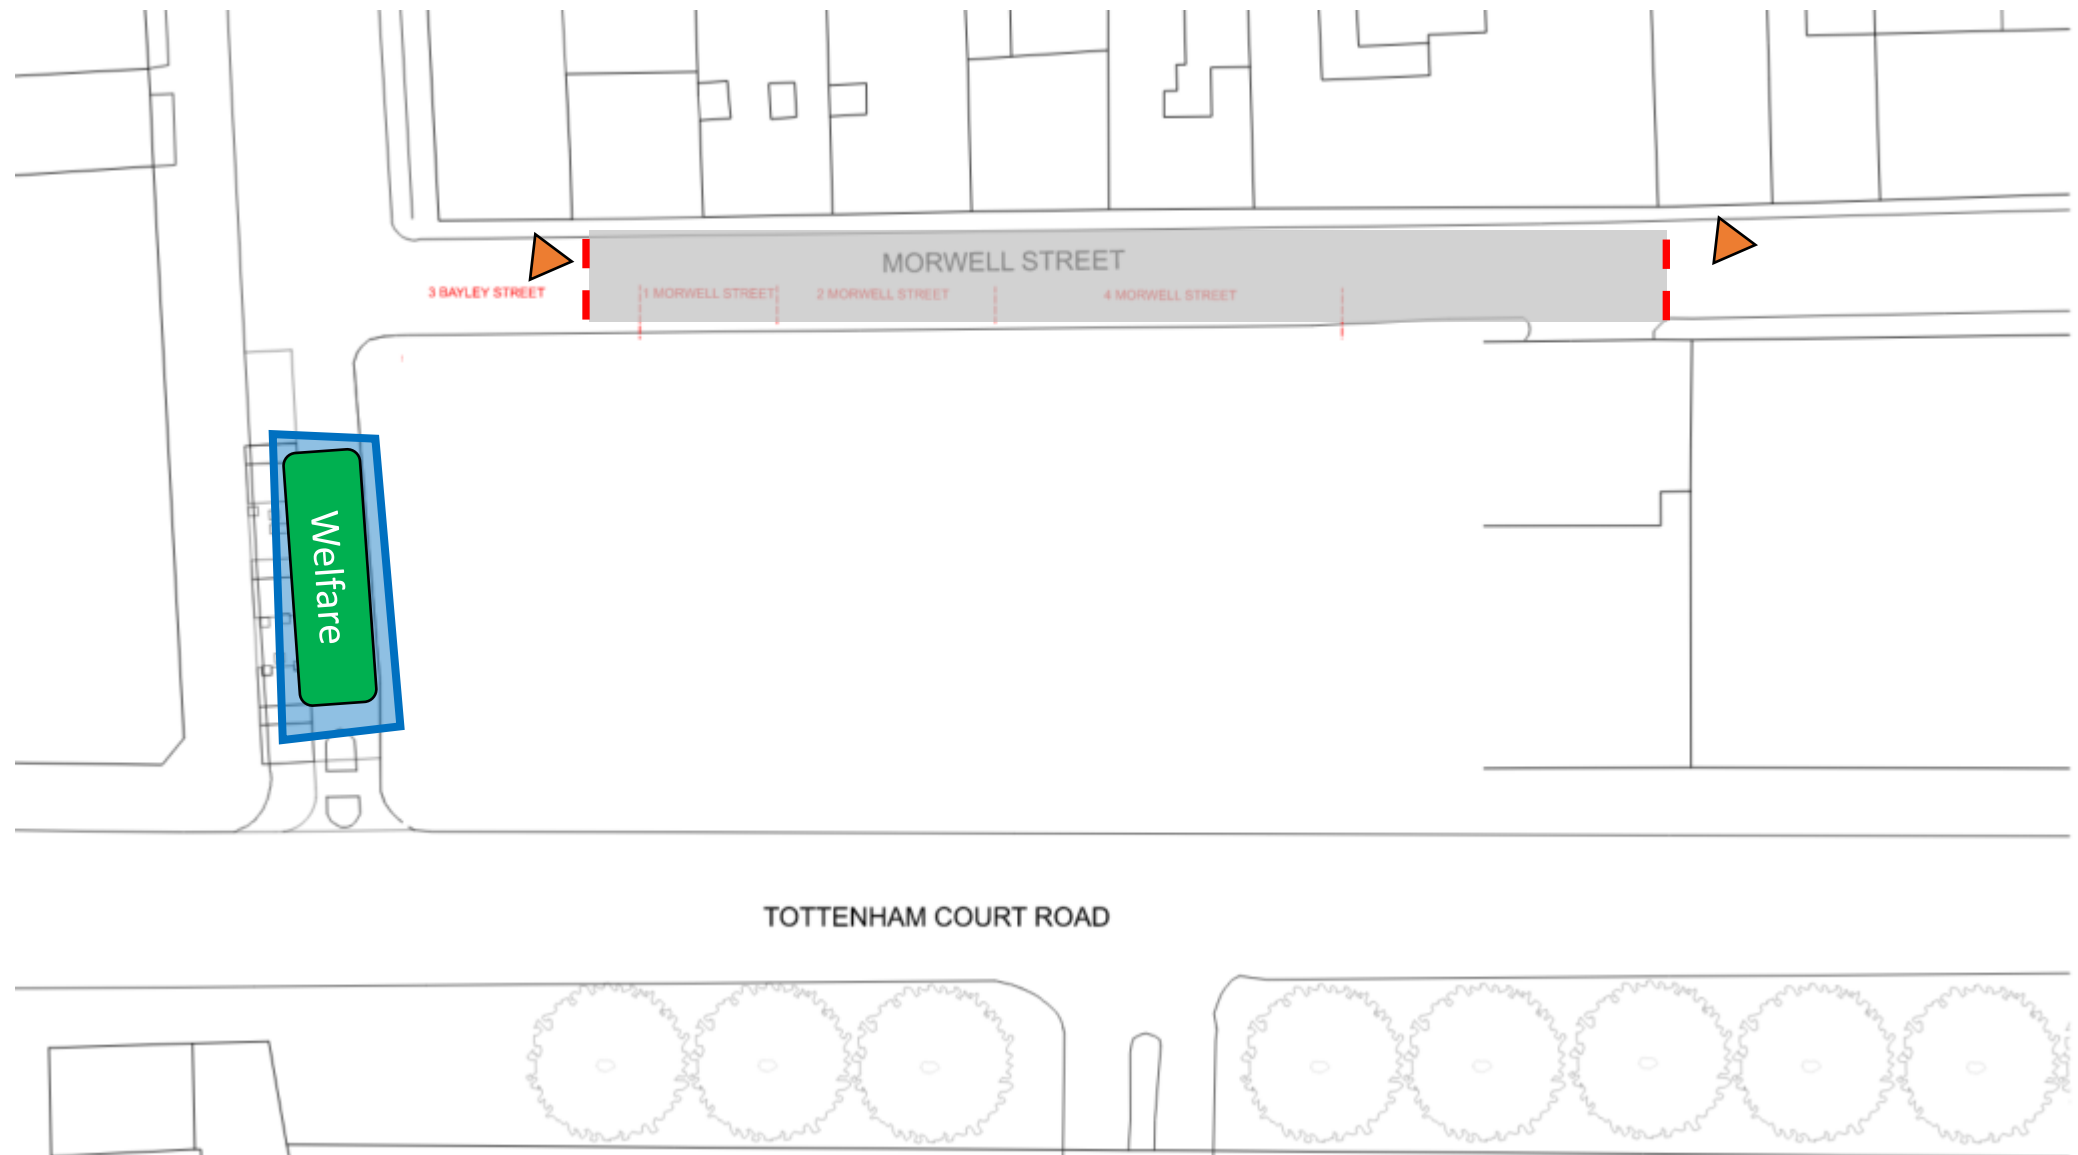 MORWELL STREET
3 BAYLEY STREET
1 MORWELL STREET
2 MORWELL STREET
4 MORWELL STREET
Welfare
TOTTENHAM COURT ROAD